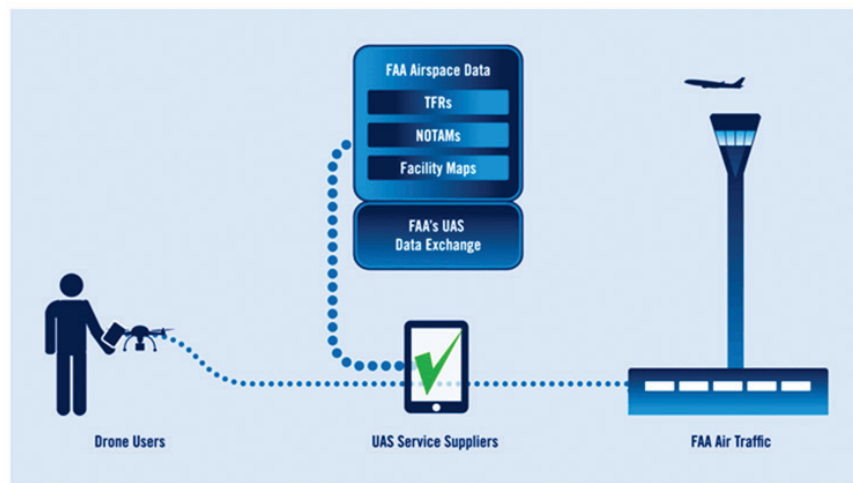 FAA Airspace Data
TFRs
NOTAMs
Facility Maps
FAA's UAS
Data Exchange
Drone Users
UAS Service Suppliers
FAA Air Traffic